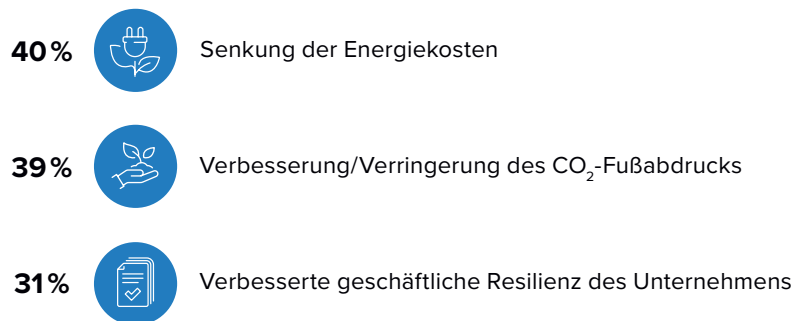 40 % Senkung der Energiekosten
39 % Verbesserung/Verringerung des CO₂-Fußabdrucks
31 % Verbesserte geschäftliche Resilienz des Unternehmens